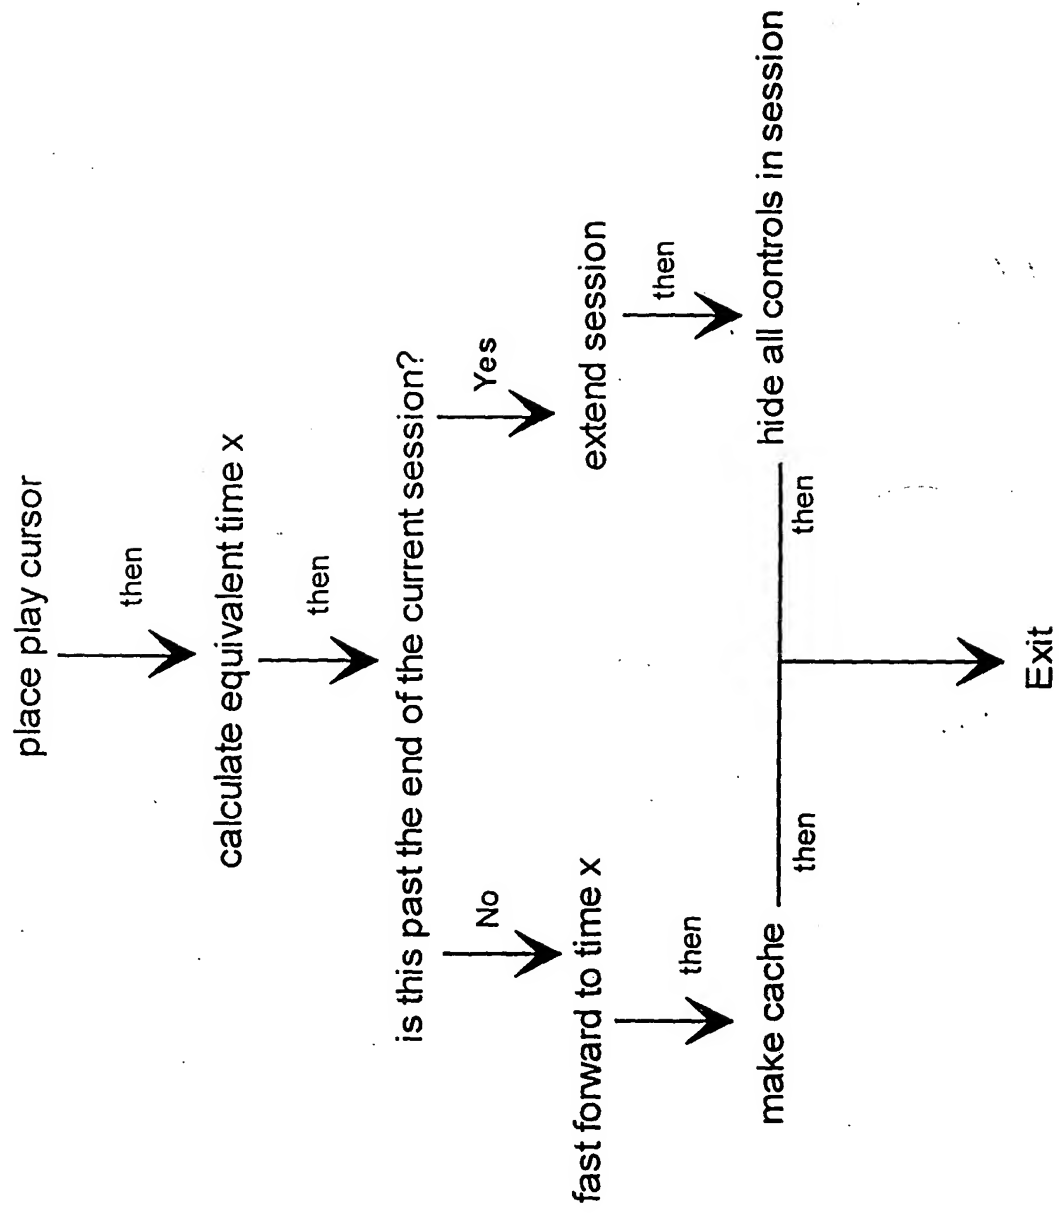 place play cursor
then
calculate equivalent time x
then
is this past the end of the current session?
No
Yes
fast forward to time x
extend session
then
then
make cache
hide all controls in session
then
then
Exit